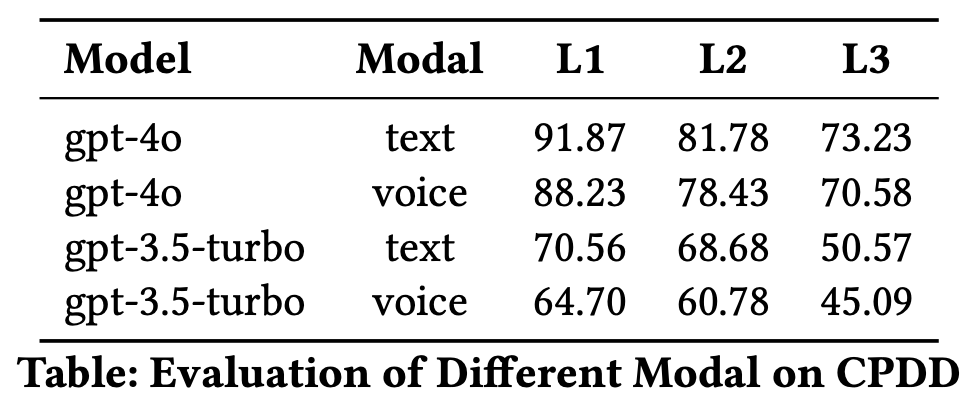 Model Modal L1 L2 L3
gpt-4o text 91.87 81.78 73.23
gpt-4o voice 88.23 78.43 70.58
gpt-3.5-turbo text 70.56 68.68 50.57
gpt-3.5-turbo voice 64.70 60.78 45.09
Table: Evaluation of Different Modal on CPDD